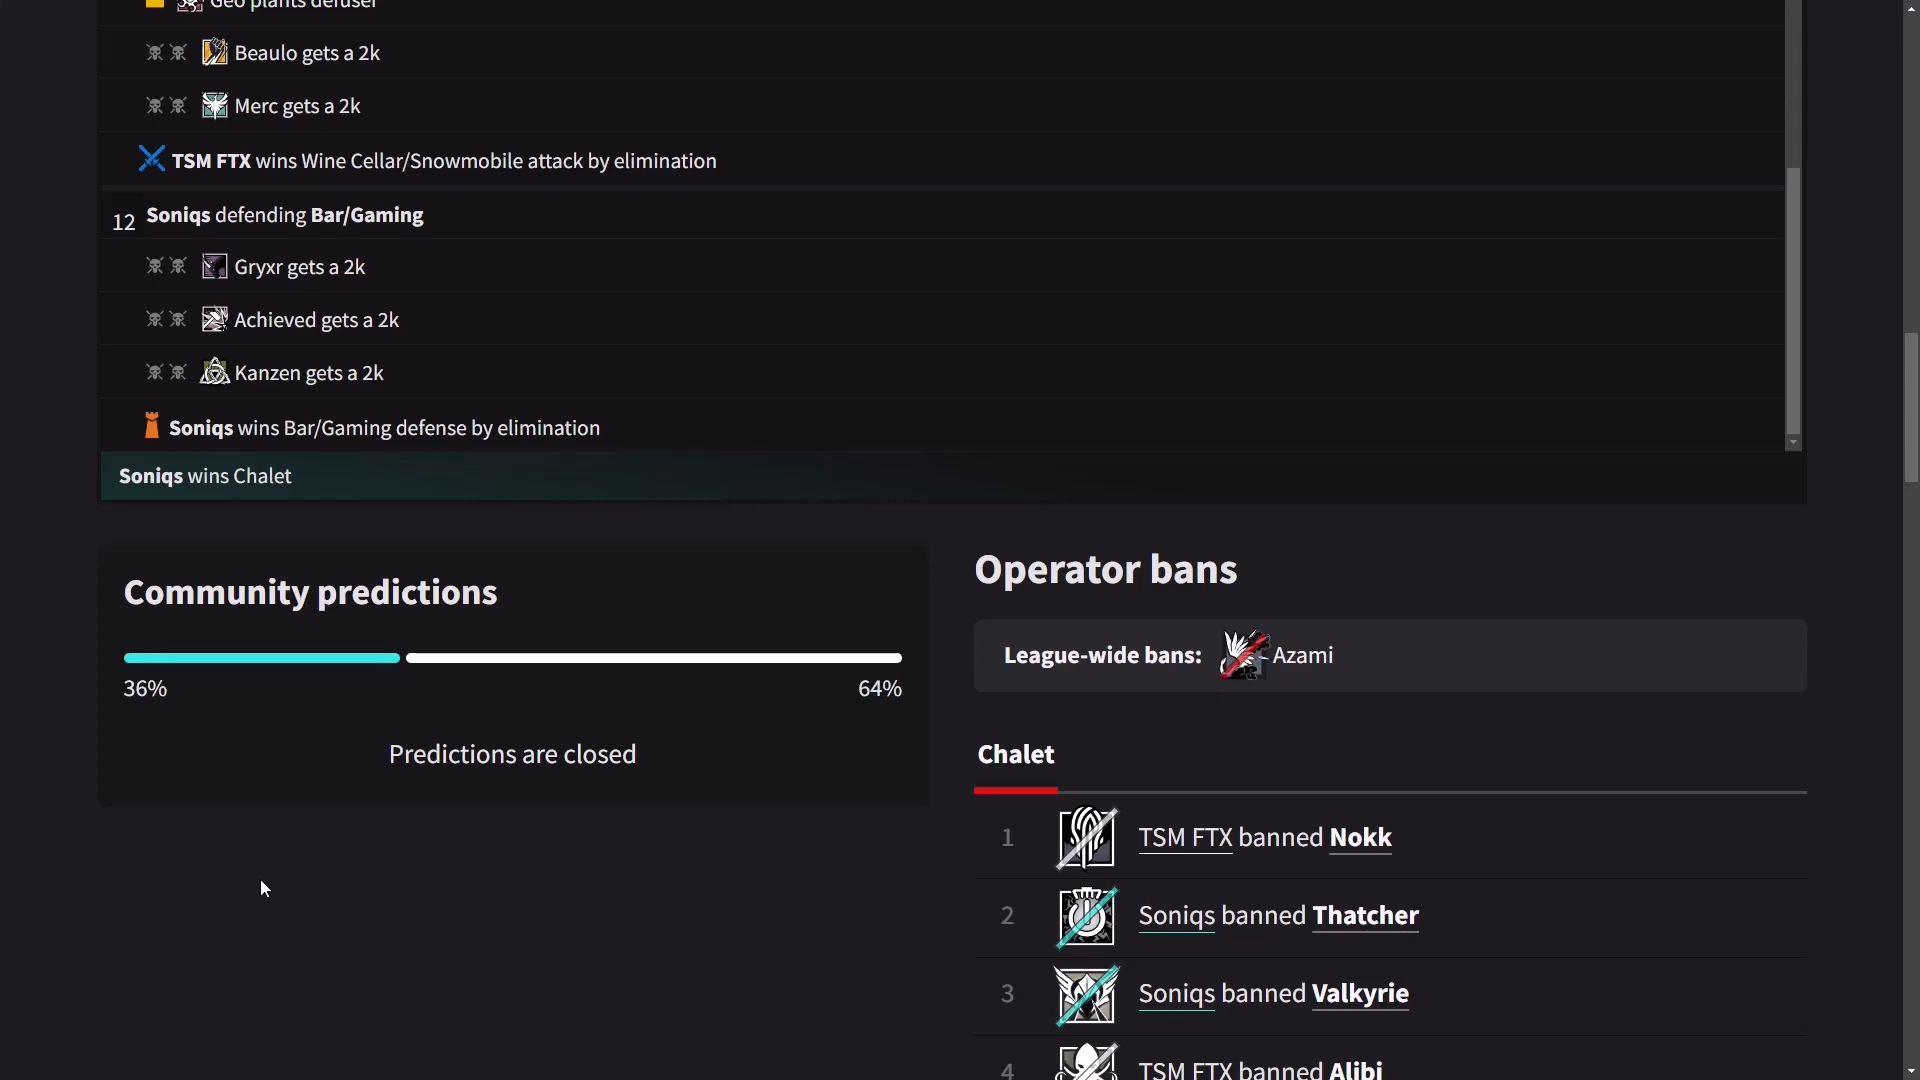 Geo plants defuser
Beaulo gets a 2k
Merc gets a 2k
TSM FTX wins Wine Cellar/Snowmobile attack by elimination
12 Soniqs defending Bar/Gaming
Gryxr gets a 2k
Achieved gets a 2k
Kanzen gets a 2k
Soniqs wins Bar/Gaming defense by elimination
Soniqs wins Chalet
Community predictions
36% 64%
Predictions are closed
Operator bans
League-wide bans: Azami
Chalet
1 TSM FTX banned Nokk
2 Soniqs banned Thatcher
3 Soniqs banned Valkyrie
4 TSM FTX banned Alibi